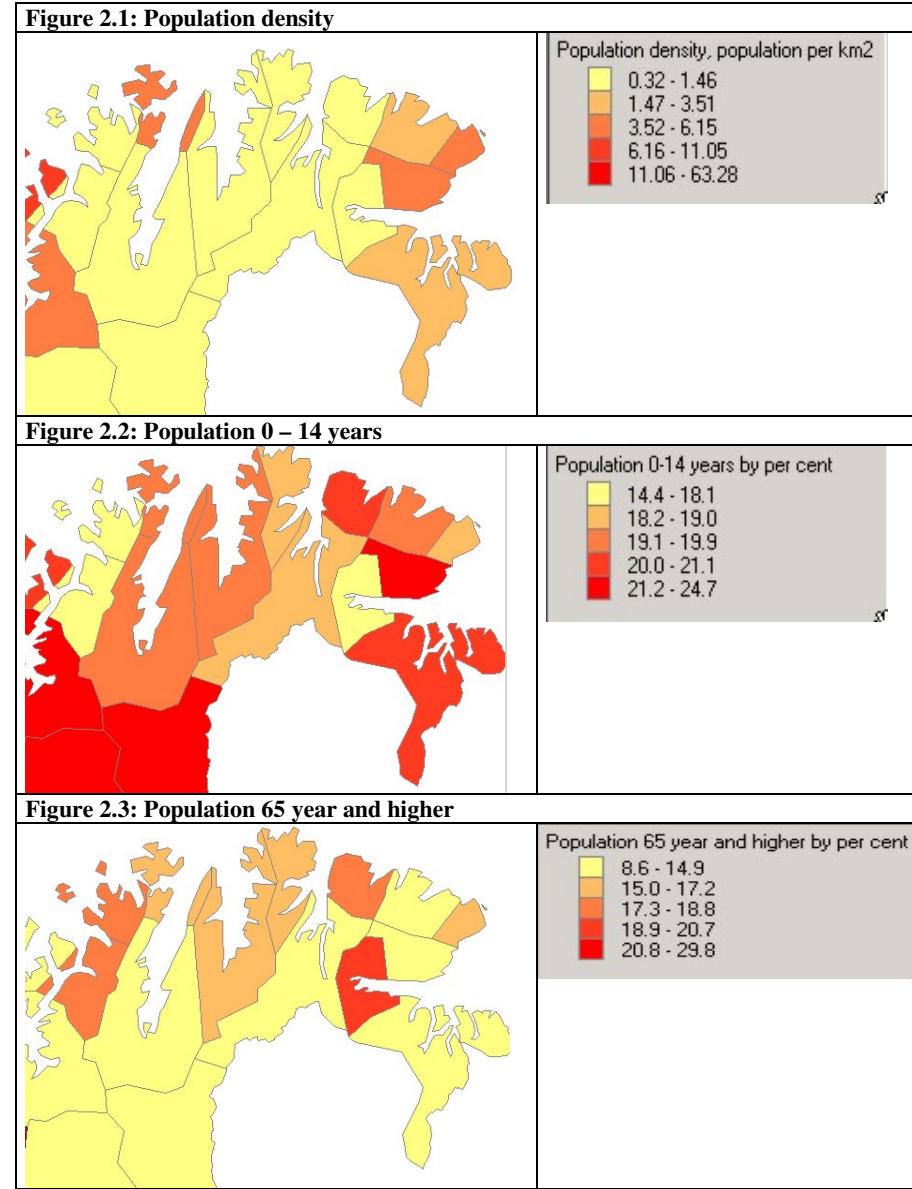 Figure 2.1: Population density
Population density, population per km2
0.32 - 1.46
1.47 - 3.51
3.52 - 6.15
6.16 - 11.05
11.06 - 63.28
Figure 2.2: Population 0 – 14 years
Population 0-14 years by per cent
14.4 - 18.1
18.2 - 19.0
19.1 - 19.9
20.0 - 21.1
21.2 - 24.7
Figure 2.3: Population 65 year and higher
Population 65 year and higher by per cent
8.6 - 14.9
15.0 - 17.2
17.3 - 18.8
18.9 - 20.7
20.8 - 29.8